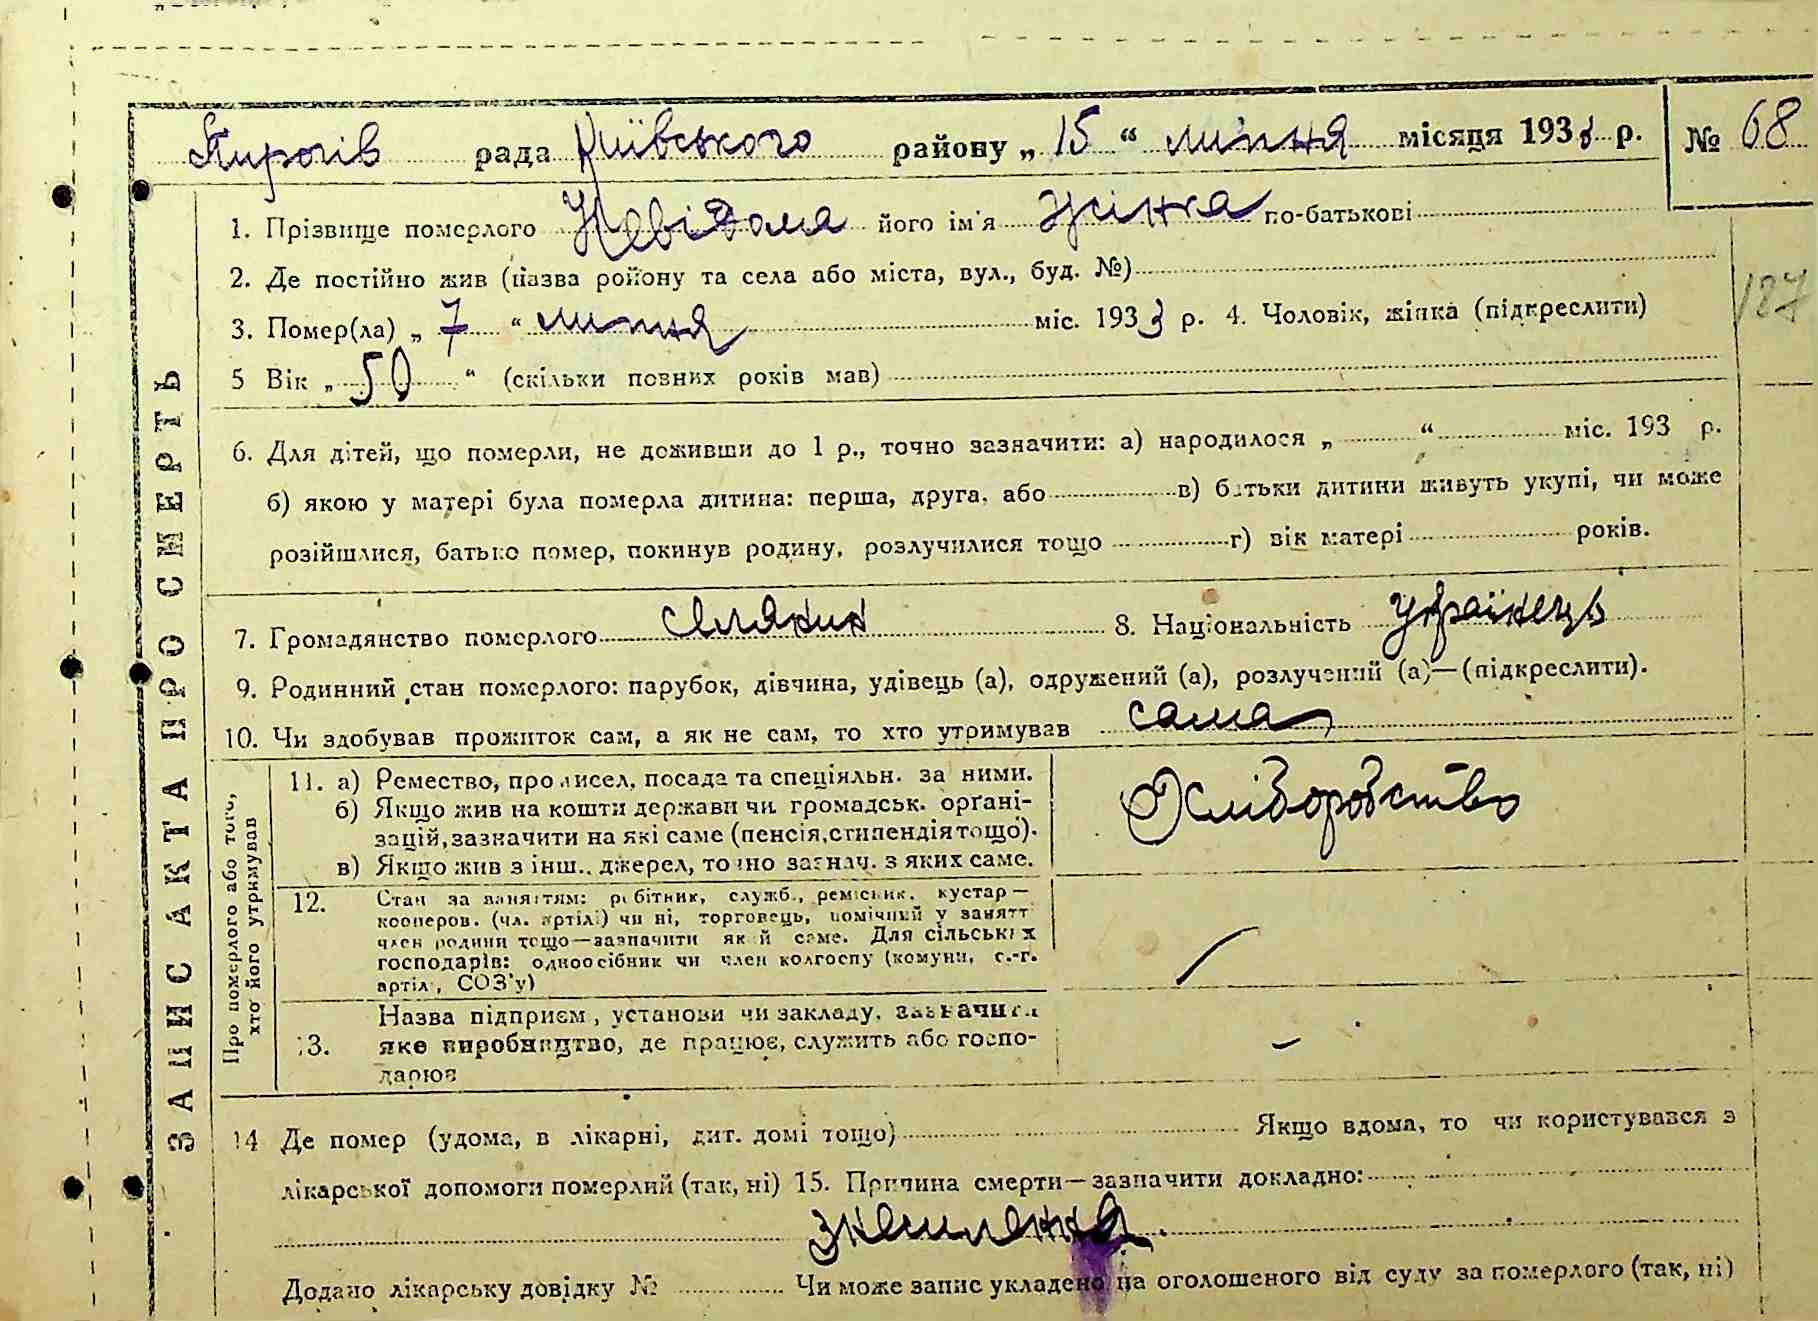 Пирогів рада Київського району „ 15 “ липня місяця 1933 р. № 68
1. Прізвище померлого Невідома його ім'я жінка по-батькові
2. Де постійно жив (назва району та села або міста, вул., буд. №)
187
3. Помер(ла) „ 7 “ липня міс. 1933 р. 4. Чоловік, жінка (підкреслити)
5 Вік „ 50 “ (скільки повних років мав)
6. Для дітей, що померли, не доживши до 1 р., точно зазначити: а) народилося „ “ міс. 193 р.
б) якою у матері була померла дитина: перша, друга, або в) батьки дитини живуть укупі, чи може
розійшлися, батько помер, покинув родину, розлучилися тощо г) вік матері років.
7. Громадянство померлого селянин 8. Національність Українець
9. Родинний стан померлого: парубок, дівчина, удівець (а), одружений (а), розлучений (а)—(підкреслити).
10. Чи здобував прожиток сам, а як не сам, то хто утримував сама
ЗАПИС АКТА ПРО СМЕРТЬ
Про померлого або того,
хто його утримував
11. а) Ремество, промисел, посада та спеціяльн. за ними.
б) Якщо жив на кошти держави чи громадськ. органі-
зацій, зазначити на які саме (пенсія, стипендія тощо).
в) Якщо жив з інш. джерел, точно зазнач. з яких саме.
Хліборобство
12. Стан за заняттям: робітник, служб., ремісник, кустар —
кооперов. (чл. артілі) чи ні, торговець, помічний у занятт
член родини тощо—зазначити який саме. Для сільських
господарів: одноосібник чи член колгоспу (комуни, с.-г.
артіл, СОЗ'у)
13. Назва підприєм, установи чи закладу, зазначити
яке виробництво, де працює, служить або госпо-
дарює
14 Де помер (удома, в лікарні, дит. домі тощо) Якщо вдома, то чи користувався з
лікарської допомоги померлий (так, ні) 15. Причина смерти—зазначити докладно:
Додано лікарську довідку № Чи може запис укладено на оголошеного від суду за померлого (так, ні)